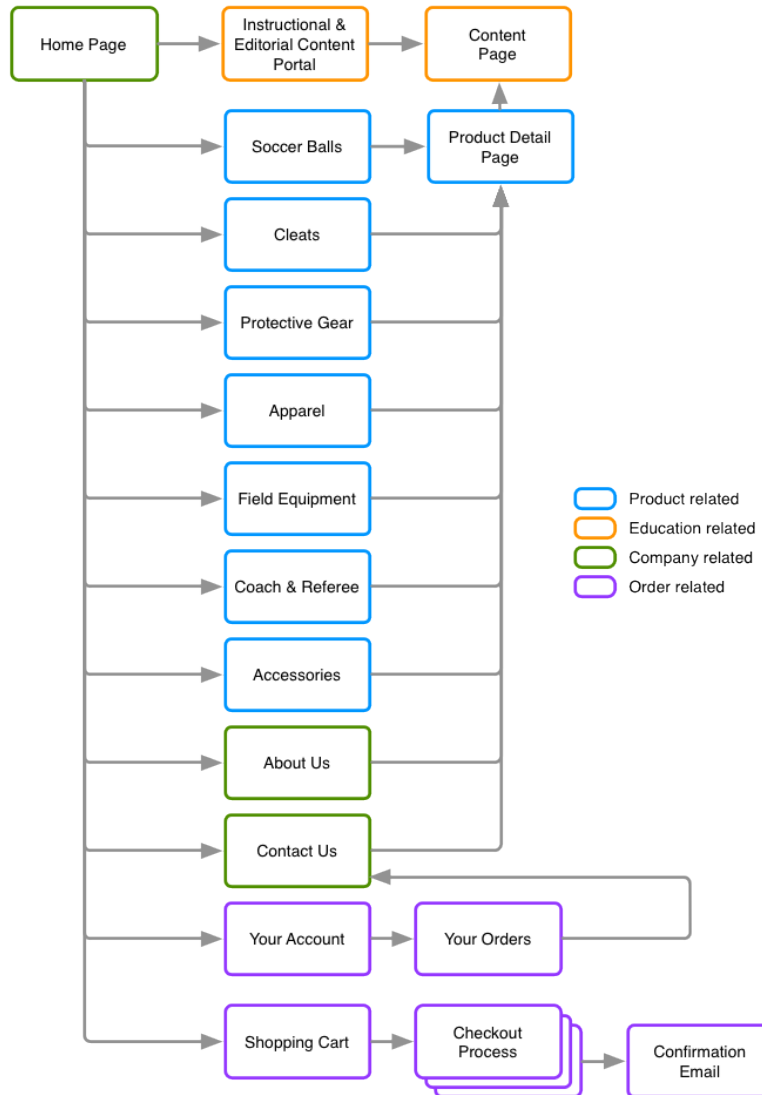 Home Page
Instructional &
Editorial Content
Portal
Content
Page
Soccer Balls
Product Detail
Page
Cleats
Protective Gear
Apparel
Field Equipment
Product related
Education related
Company related
Order related
Coach & Referee
Accessories
About Us
Contact Us
Your Account
Your Orders
Shopping Cart
Checkout
Process
Confirmation
Email